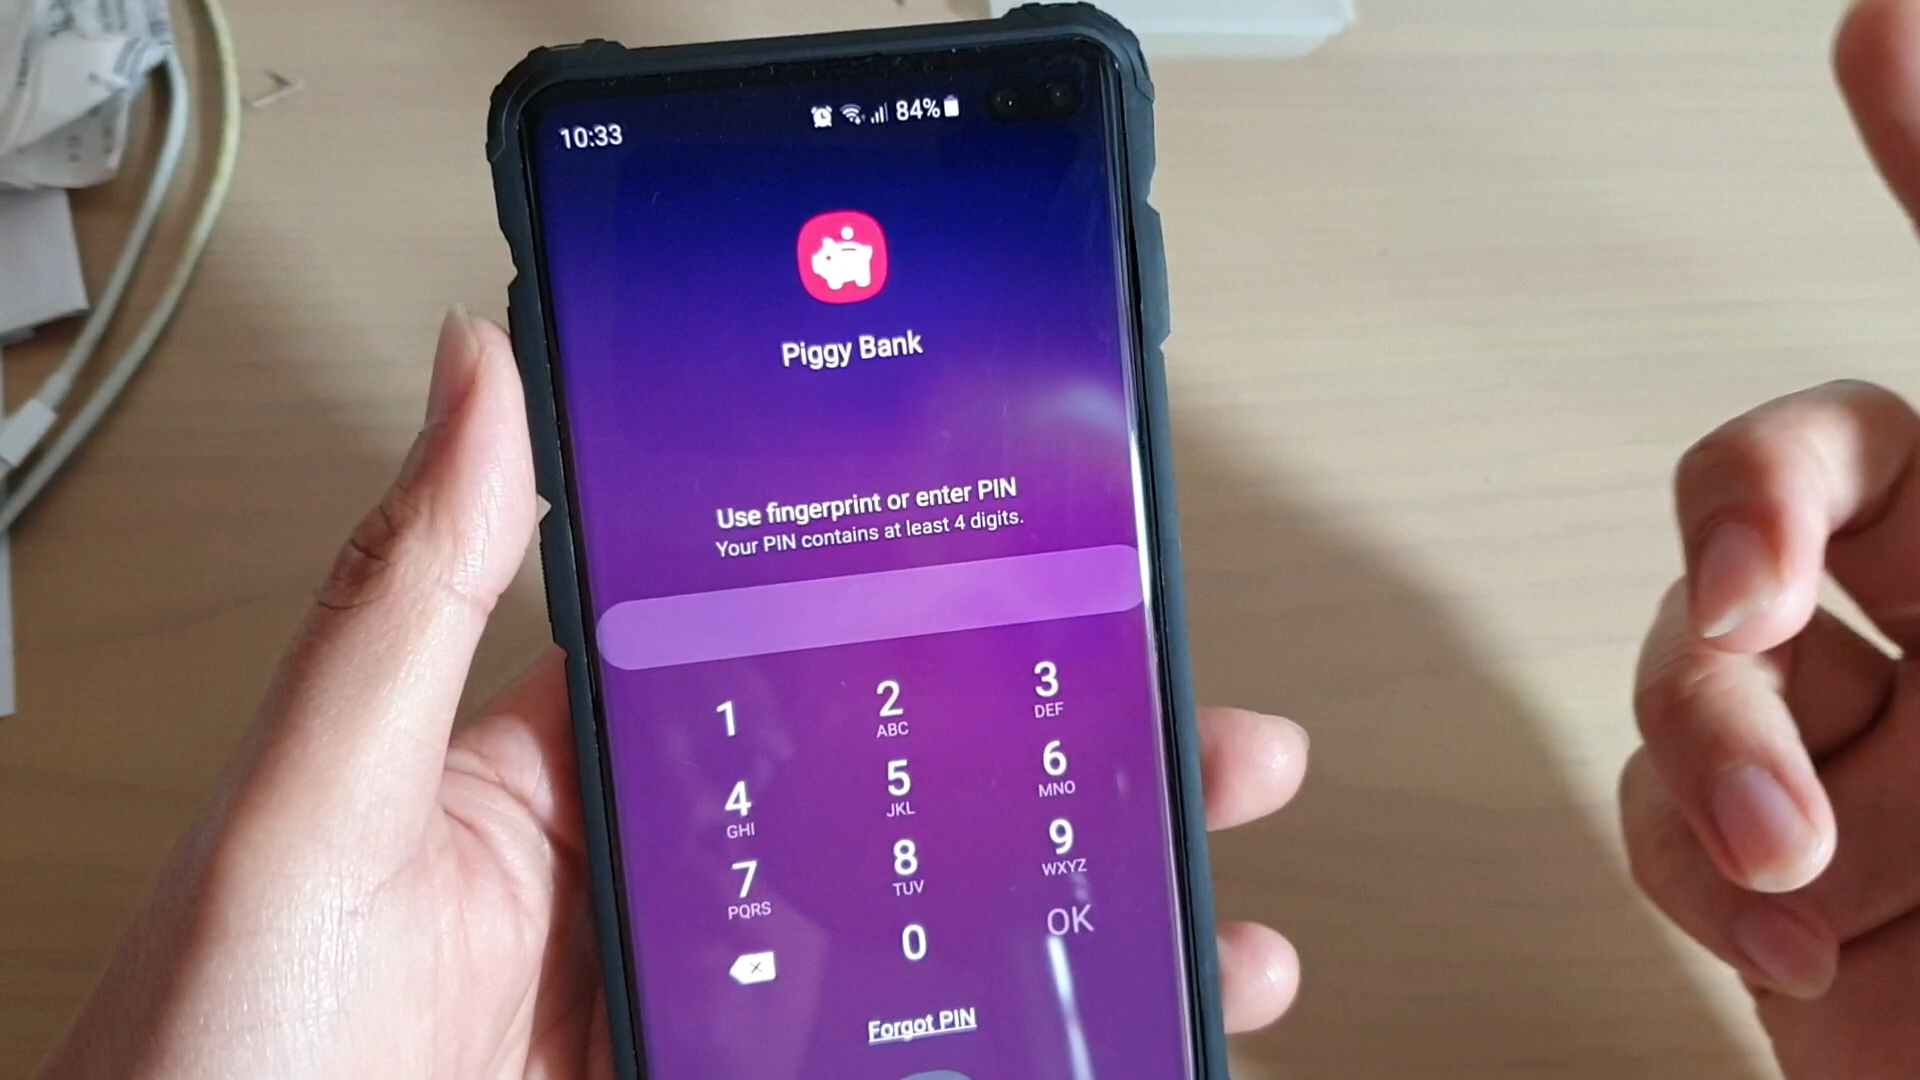 10:33
84%
Piggy Bank
Use fingerprint or enter PIN
Your PIN contains at least 4 digits.
1 2 3
ABC DEF
4 5 6
GHI JKL MNO
7 8 9
PQRS TUV WXYZ
0 OK
Forgot PIN